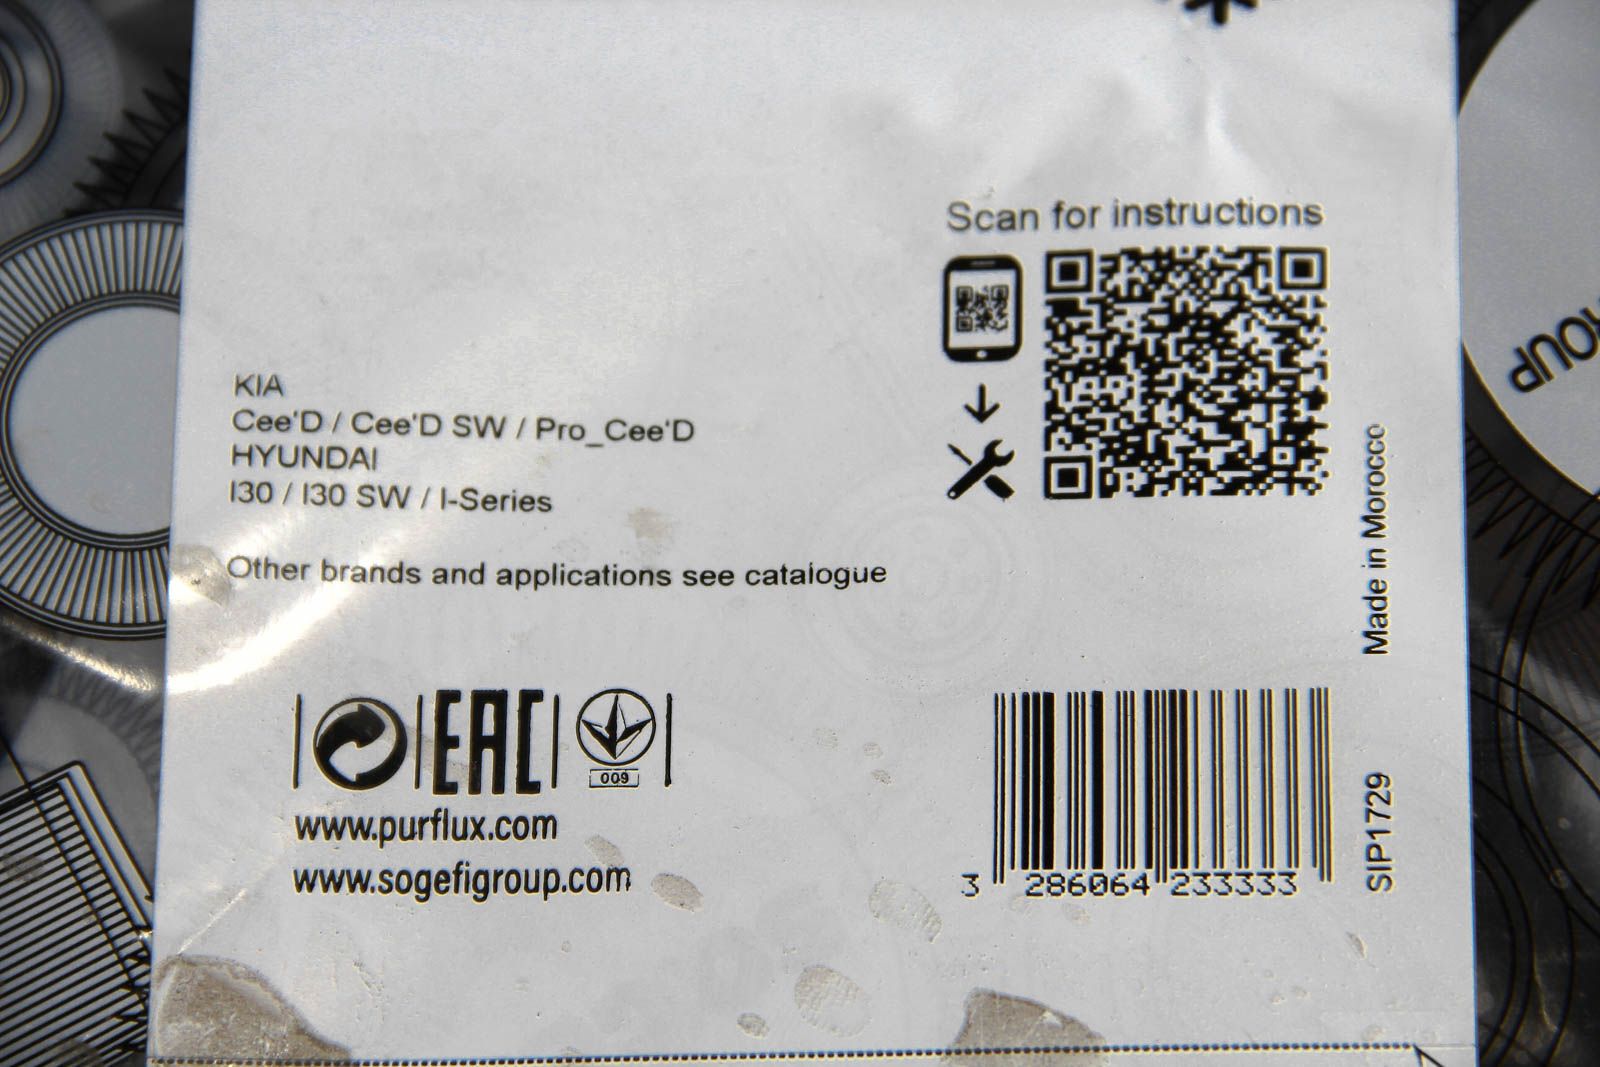 Scan for instructions
KIA
Cee'D / Cee'D SW / Pro_Cee'D
HYUNDAI
I30 / I30 SW / I-Series
Other brands and applications see catalogue
Made in Morocco
EAC
009
www.purflux.com
www.sogefigroup.com
3 286064 233333
SIP1729
ROUP